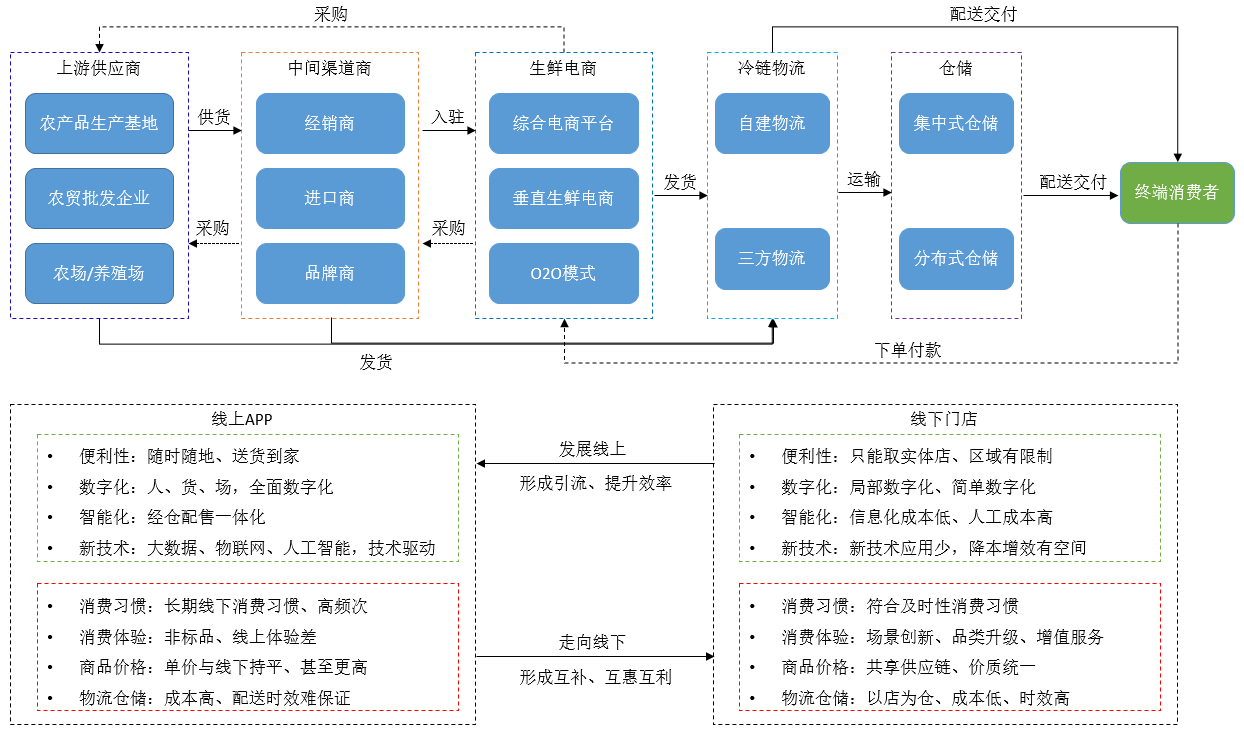 采购
配送交付
上游供应商
中间渠道商
生鲜电商
冷链物流
仓储
农产品生产基地
供货
经销商
入驻
综合电商平台
自建物流
集中式仓储
农贸批发企业
进口商
垂直生鲜电商
发货
运输
配送交付
终端消费者
采购
采购
农场/养殖场
品牌商
O2O模式
三方物流
分布式仓储
发货
下单付款
线上APP
• 便利性：随时随地、送货到家
• 数字化：人、货、场，全面数字化
• 智能化：经仓配售一体化
• 新技术：大数据、物联网、人工智能，技术驱动
• 消费习惯：长期线下消费习惯、高频次
• 消费体验：非标品、线上体验差
• 商品价格：单价与线下持平、甚至更高
• 物流仓储：成本高、配送时效难保证
发展线上
形成引流、提升效率
走向线下
形成互补、互惠互利
线下门店
• 便利性：只能取实体店、区域有限制
• 数字化：局部数字化、简单数字化
• 智能化：信息化成本低、人工成本高
• 新技术：新技术应用少，降本增效有空间
• 消费习惯：符合及时性消费习惯
• 消费体验：场景创新、品类升级、增值服务
• 商品价格：共享供应链、价质统一
• 物流仓储：以店为仓、成本低、时效高